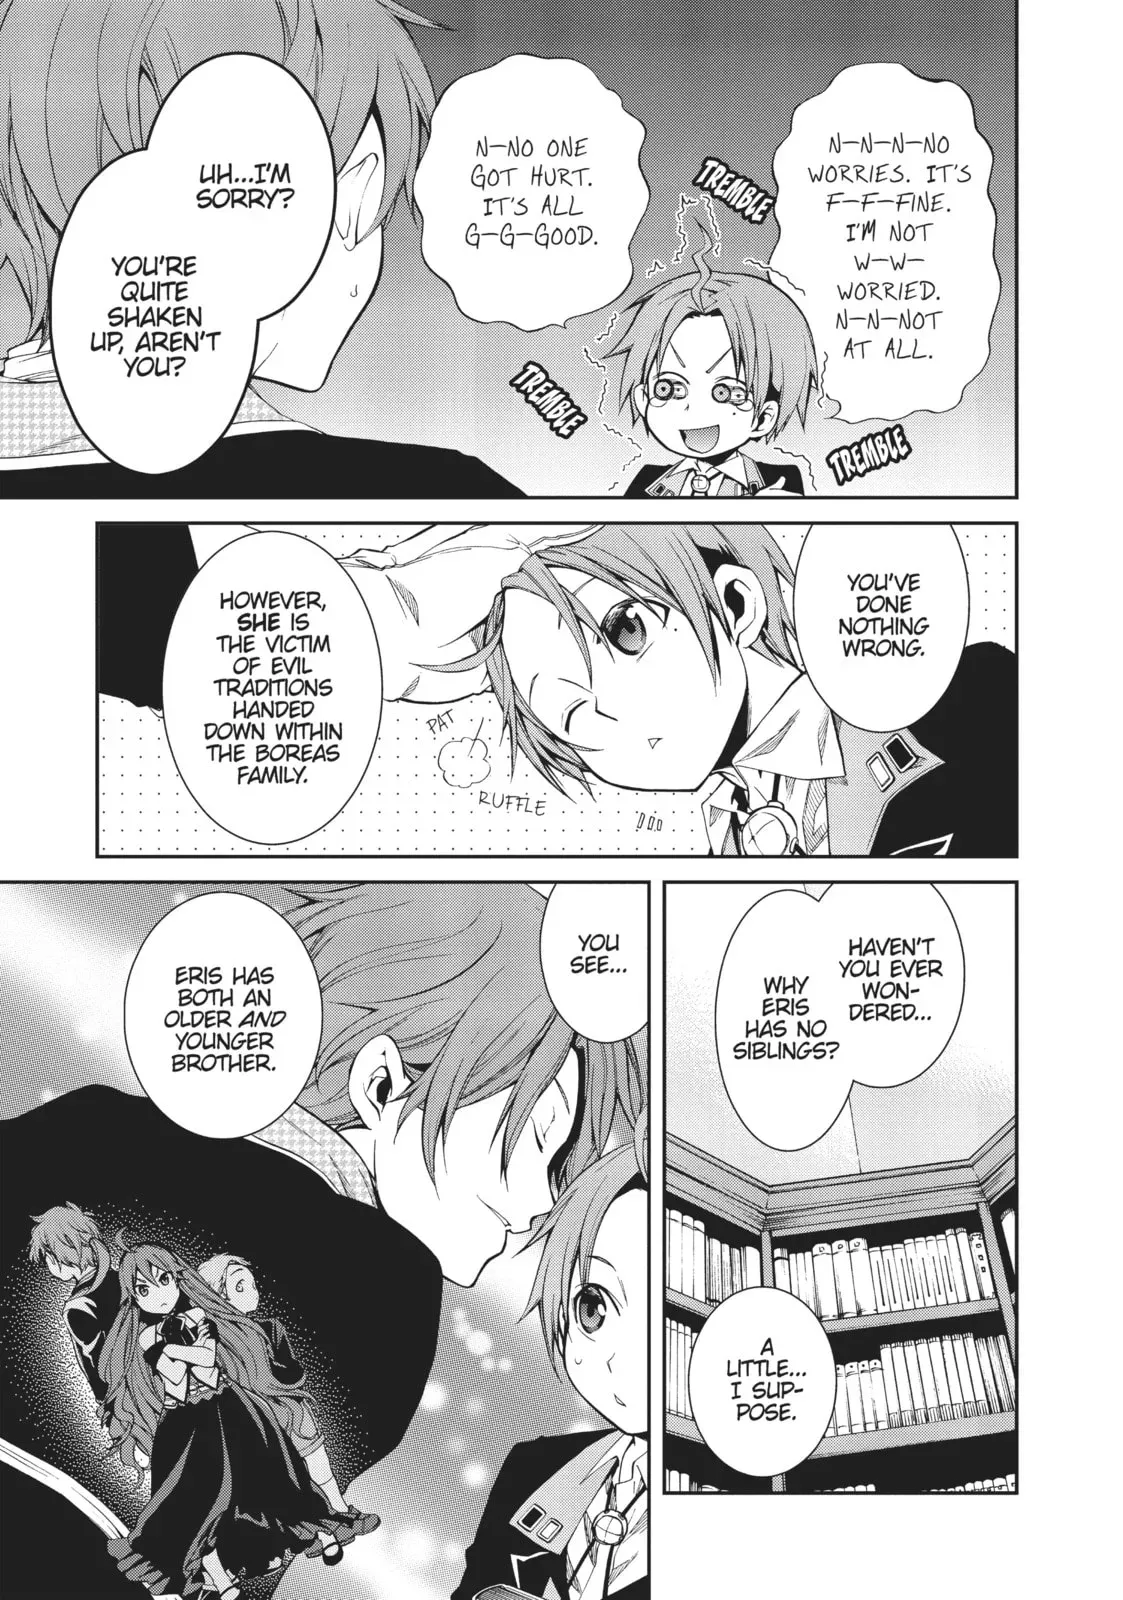 N-N-N-NO
WORRIES. IT'S
F-F-FINE.
I'M NOT
W-W-
WORRIED.
N-N-NOT
AT ALL.
TREMBLE
TREMBLE
N-NO ONE
GOT HURT.
IT'S ALL
G-G-GOOD.
TREMBLE
UH...I'M
SORRY?
YOU'RE
QUITE
SHAKEN
UP, AREN'T
YOU?
YOU'VE
DONE
NOTHING
WRONG.
PAT
RUFFLE
HOWEVER,
SHE IS
THE VICTIM
OF EVIL
TRADITIONS
HANDED
DOWN WITHIN
THE BOREAS
FAMILY.
HAVEN'T
YOU EVER
WON-
DERED...
WHY
ERIS
HAS NO
SIBLINGS?
A
LITTLE...
I SUP-
POSE.
YOU
SEE...
ERIS HAS
BOTH AN
OLDER AND
YOUNGER
BROTHER.